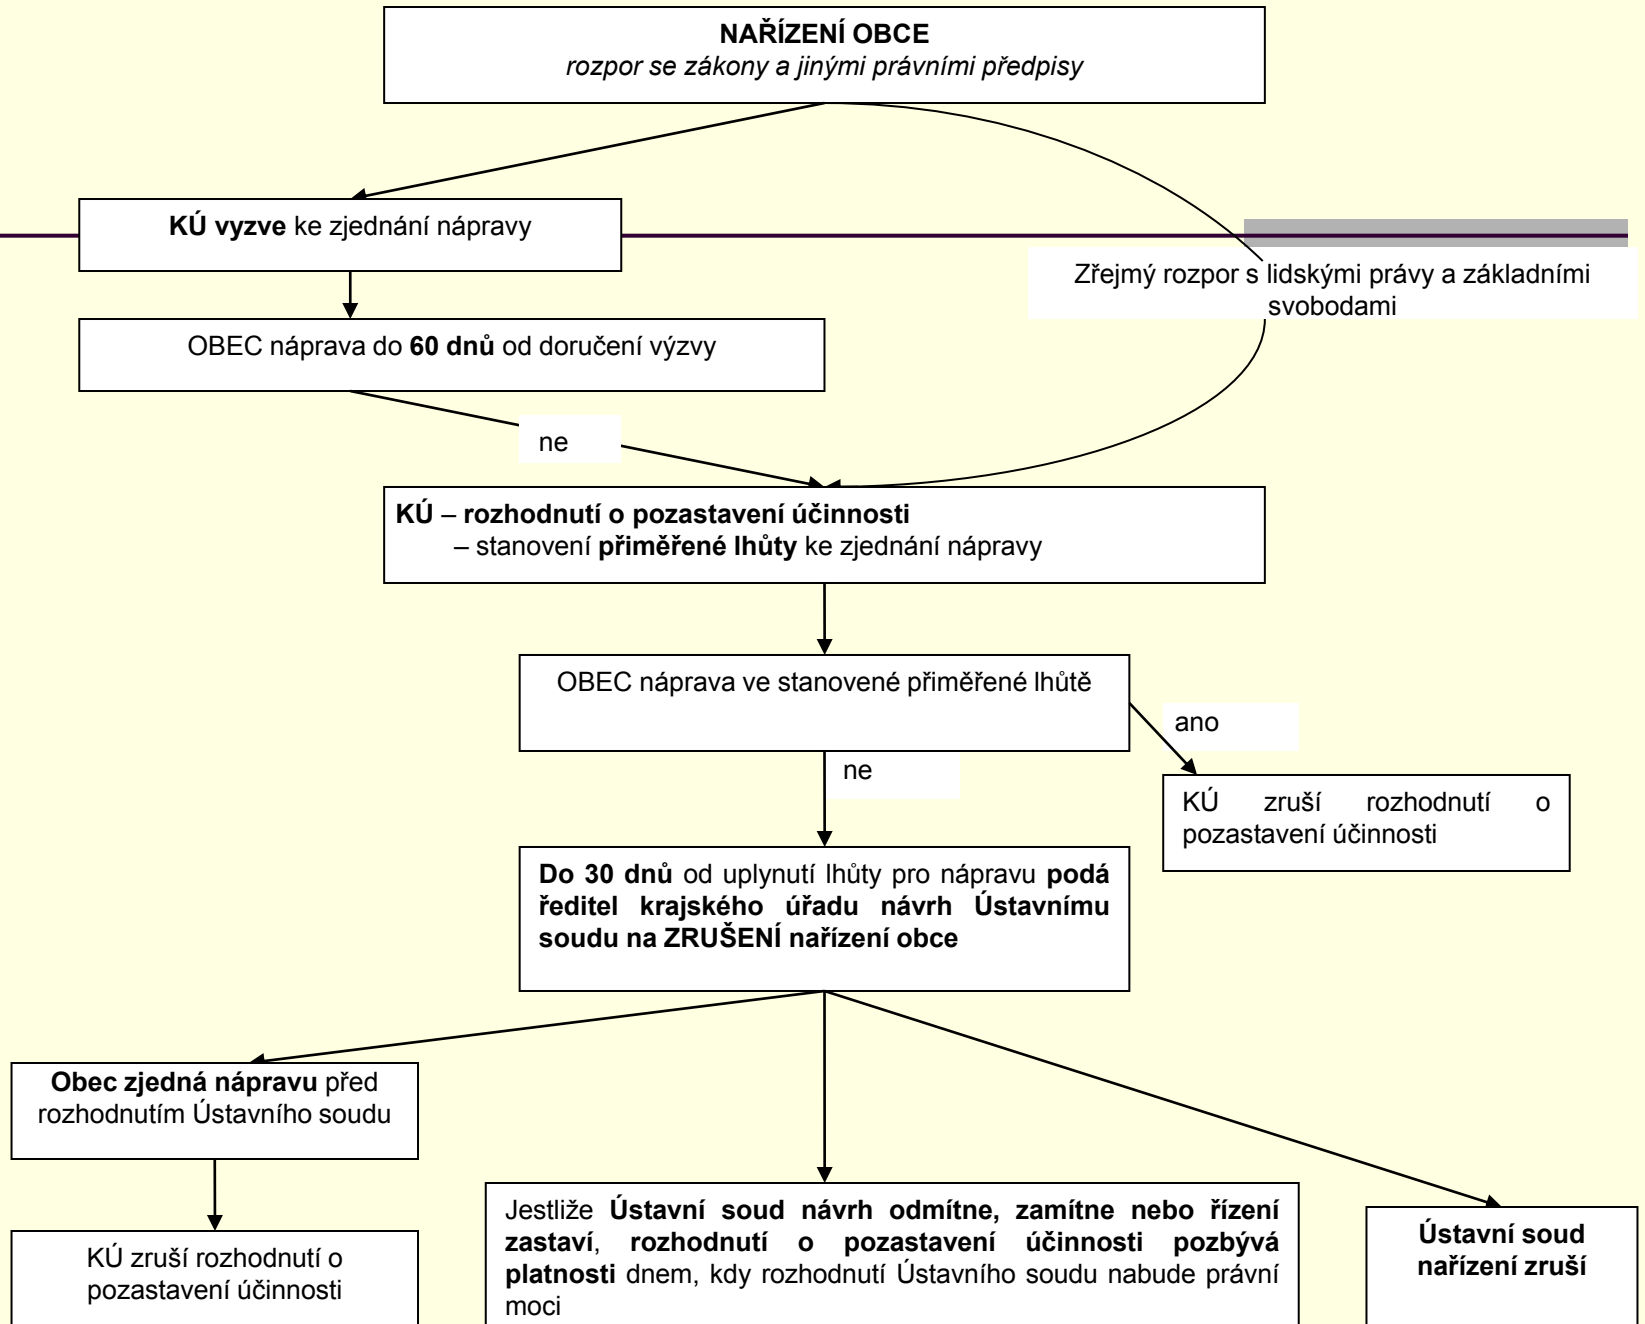 NAŘÍZENÍ OBCE
rozpor se zákony a jinými právními předpisy
KÚ vyzve ke zjednání nápravy
Zřejmý rozpor s lidskými právy a základními
svobodami
OBEC náprava do 60 dnů od doručení výzvy
ne
KÚ – rozhodnutí o pozastavení účinnosti
– stanovení přiměřené lhůty ke zjednání nápravy
OBEC náprava ve stanovené přiměřené lhůtě
ano
ne
KÚ zruší rozhodnutí o
pozastavení účinnosti
Do 30 dnů od uplynutí lhůty pro nápravu podá
ředitel krajského úřadu návrh Ústavnímu
soudu na ZRUŠENÍ nařízení obce
Obec zjedná nápravu před
rozhodnutím Ústavního soudu
KÚ zruší rozhodnutí o
pozastavení účinnosti
Jestliže Ústavní soud návrh odmítne, zamítne nebo řízení
zastaví, rozhodnutí o pozastavení účinnosti pozbývá
platnosti dnem, kdy rozhodnutí Ústavního soudu nabude právní
moci
Ústavní soud
nařízení zruší